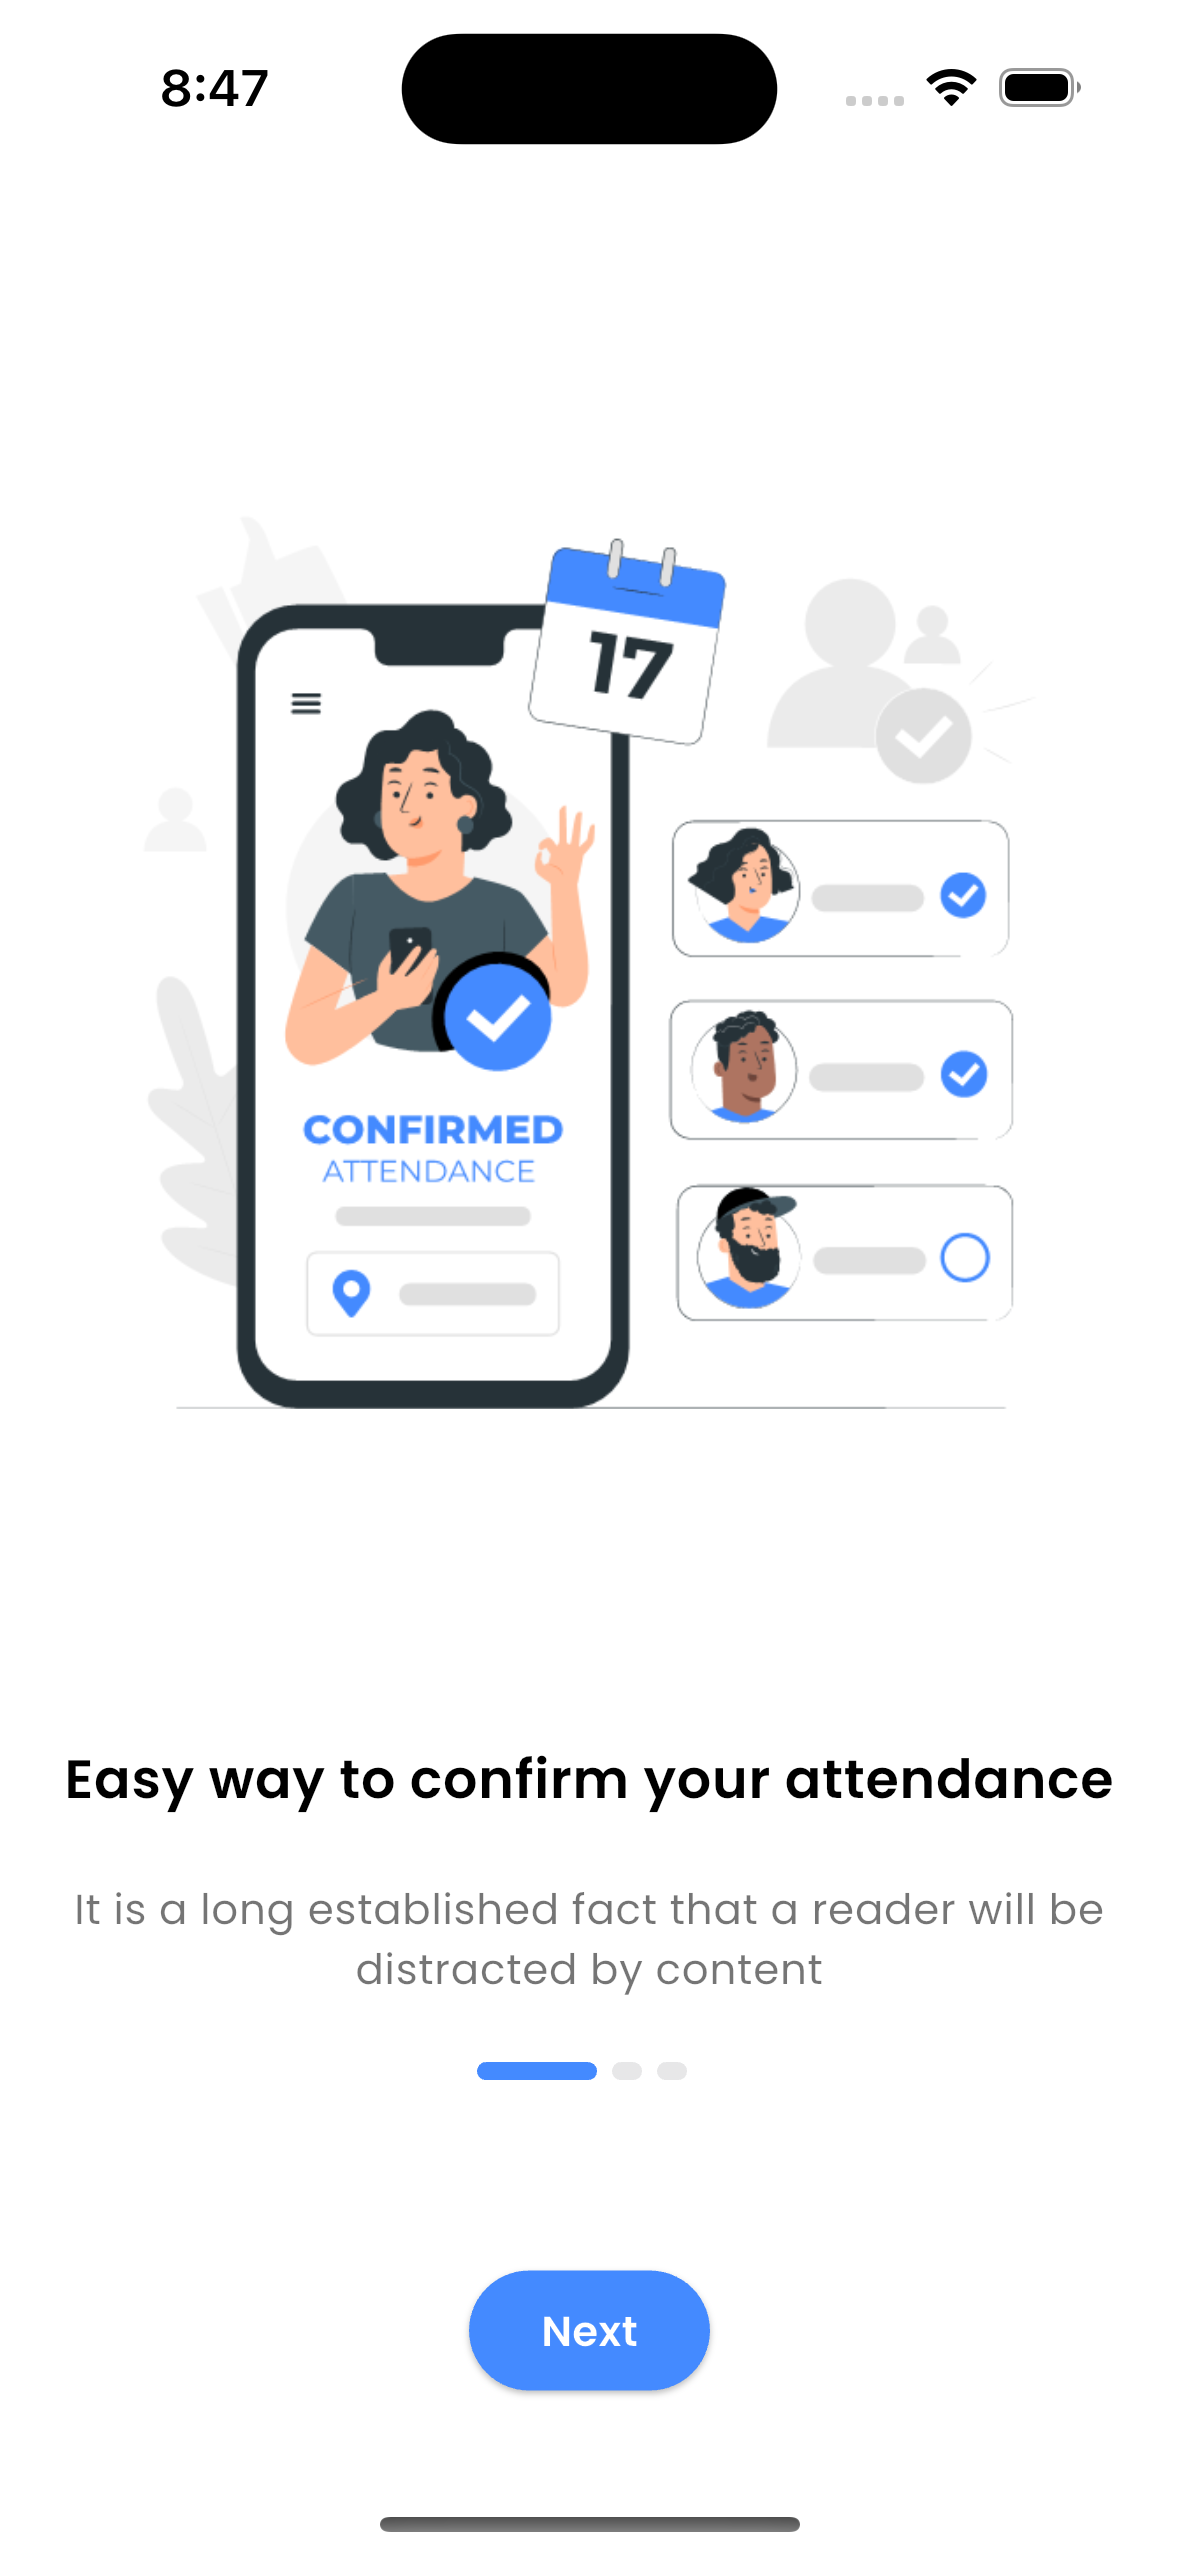 8:47
17
CONFIRMED
ATTENDANCE
Easy way to confirm your attendance
It is a long established fact that a reader will be
distracted by content
Next